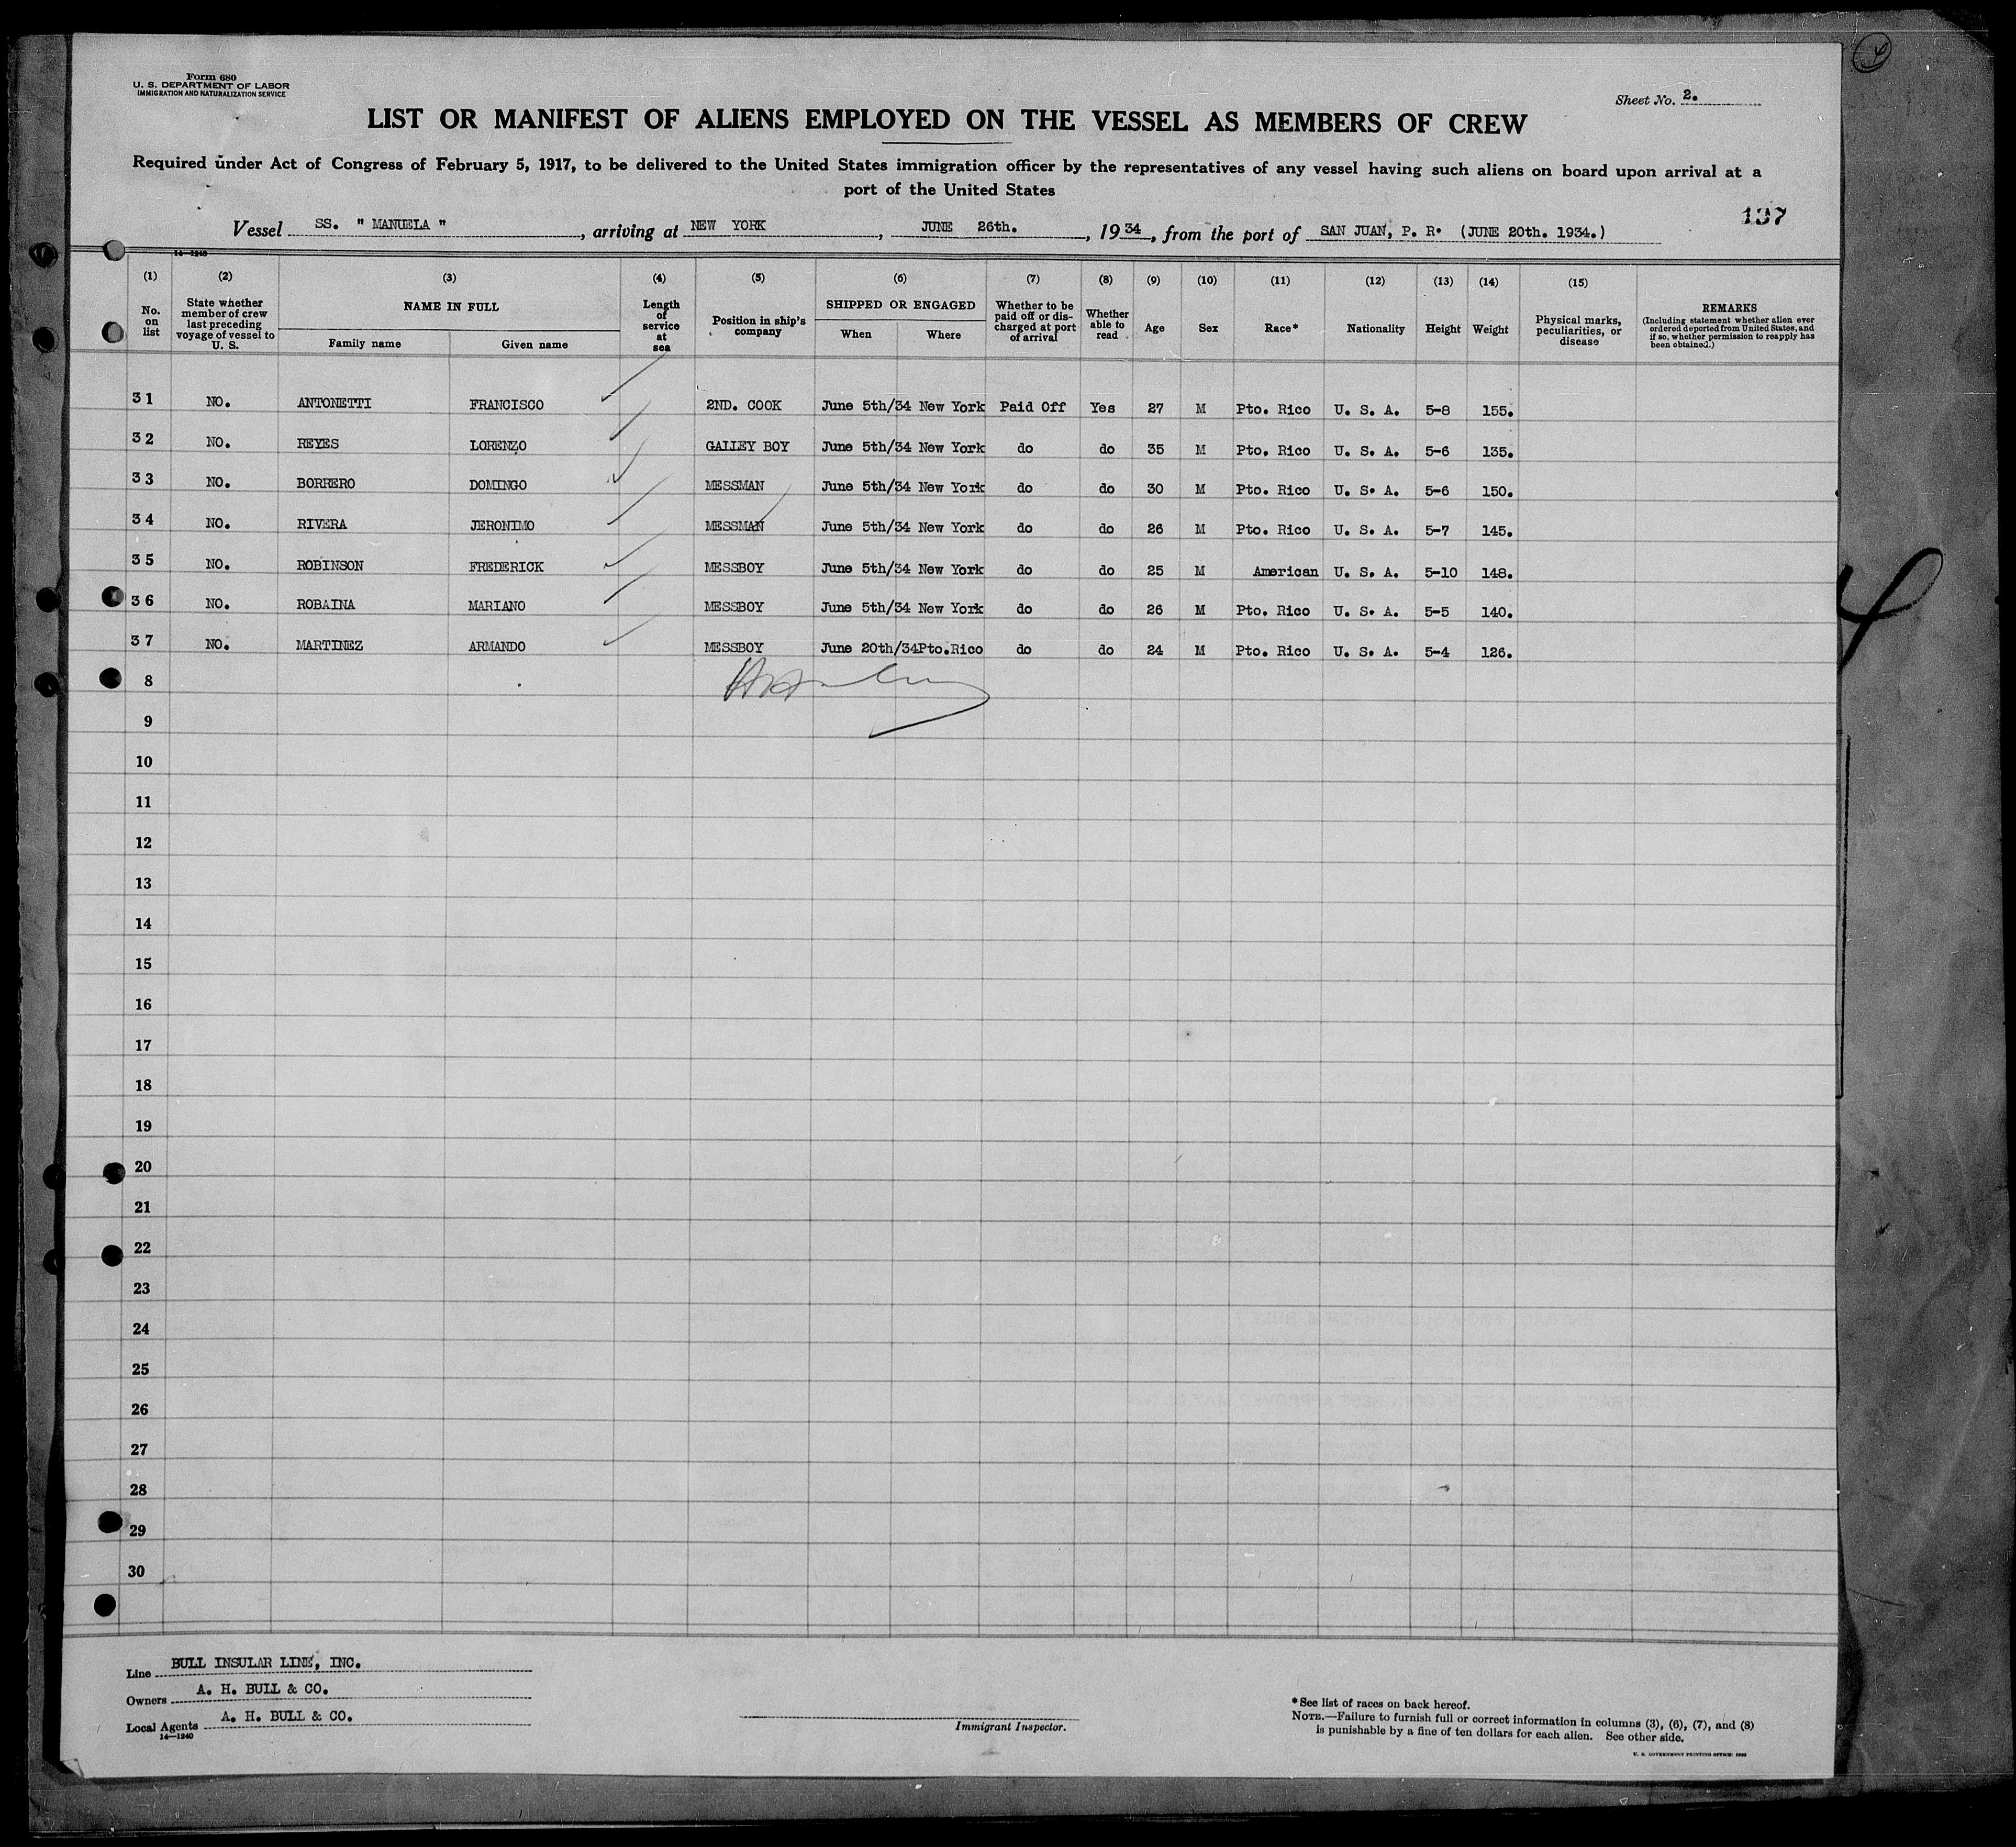 Form 680
U. S. DEPARTMENT OF LABOR
IMMIGRATION AND NATURALIZATION SERVICE
Sheet No. 2.
LIST OR MANIFEST OF ALIENS EMPLOYED ON THE VESSEL AS MEMBERS OF CREW
Required under Act of Congress of February 5, 1917, to be delivered to the United States immigration officer by the representatives of any vessel having such aliens on board upon arrival at a
port of the United States
137
Vessel SS. " MANUELA ", arriving at NEW YORK, JUNE 26th., 1934, from the port of SAN JUAN, P. R. (JUNE 20th. 1934.)
14—1240
(1) (2) (3) (4) (5) (6) (7) (8) (9) (10) (11) (12) (13) (14) (15)
No. on list
State whether member of crew last preceding voyage of vessel to U. S.
NAME IN FULL
Family name
Given name
Length of service at sea
Position in ship's company
SHIPPED OR ENGAGED
When
Where
Whether to be paid off or discharged at port of arrival
Whether able to read
Age
Sex
Race*
Nationality
Height
Weight
Physical marks, peculiarities, or disease
REMARKS
(Including statement whether alien ever ordered deported from United States, and if so, whether permission to reapply has been obtained.)
31 NO. ANTONETTI FRANCISCO 2ND. COOK June 5th/34 New York Paid Off Yes 27 M Pto. Rico U. S. A. 5-8 155.
32 NO. REYES LORENZO GALLEY BOY June 5th/34 New York do do 35 M Pto. Rico U. S. A. 5-6 135.
33 NO. BORRERO DOMINGO MESSMAN June 5th/34 New York do do 30 M Pto. Rico U. S. A. 5-6 150.
34 NO. RIVERA JERONIMO MESSMAN June 5th/34 New York do do 26 M Pto. Rico U. S. A. 5-7 145.
35 NO. ROBINSON FREDERICK MESSBOY June 5th/34 New York do do 25 M American U. S. A. 5-10 148.
36 NO. ROBAINA MARIANO MESSBOY June 5th/34 New York do do 26 M Pto. Rico U. S. A. 5-5 140.
37 NO. MARTINEZ ARMANDO MESSBOY June 20th/34 Pto.Rico do do 24 M Pto. Rico U. S. A. 5-4 126.
8
9
10
11
12
13
14
15
16
17
18
19
20
21
22
23
24
25
26
27
28
29
30
Line BULL INSULAR LINE, INC.
Owners A. H. BULL & CO.
Local Agents A. H. BULL & CO.
14—1240
Immigrant Inspector.
*See list of races on back hereof.
NOTE.—Failure to furnish full or correct information in columns (3), (6), (7), and (8)
is punishable by a fine of ten dollars for each alien. See other side.
U. S. GOVERNMENT PRINTING OFFICE: